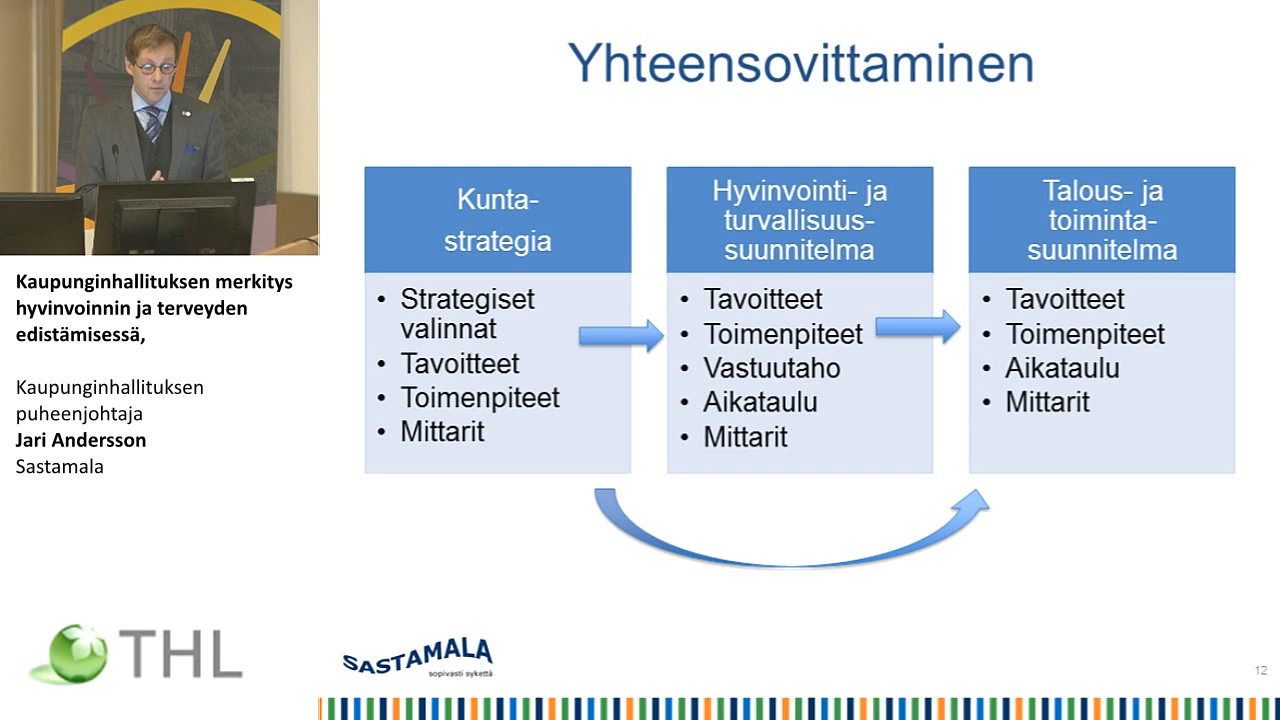 Yhteensovittaminen
Kunta-
strategia
• Strategiset
valinnat
• Tavoitteet
• Toimenpiteet
• Mittarit
Hyvinvointi- ja
turvallisuus-
suunnitelma
• Tavoitteet
• Toimenpiteet
• Vastuutaho
• Aikataulu
• Mittarit
Talous- ja
toiminta-
suunnitelma
• Tavoitteet
• Toimenpiteet
• Aikataulu
• Mittarit
Kaupunginhallituksen merkitys
hyvinvoinnin ja terveyden
edistämisessä,
Kaupunginhallituksen
puheenjohtaja
Jari Andersson
Sastamala
THL
SASTAMALA
sopivasti sykettä
12